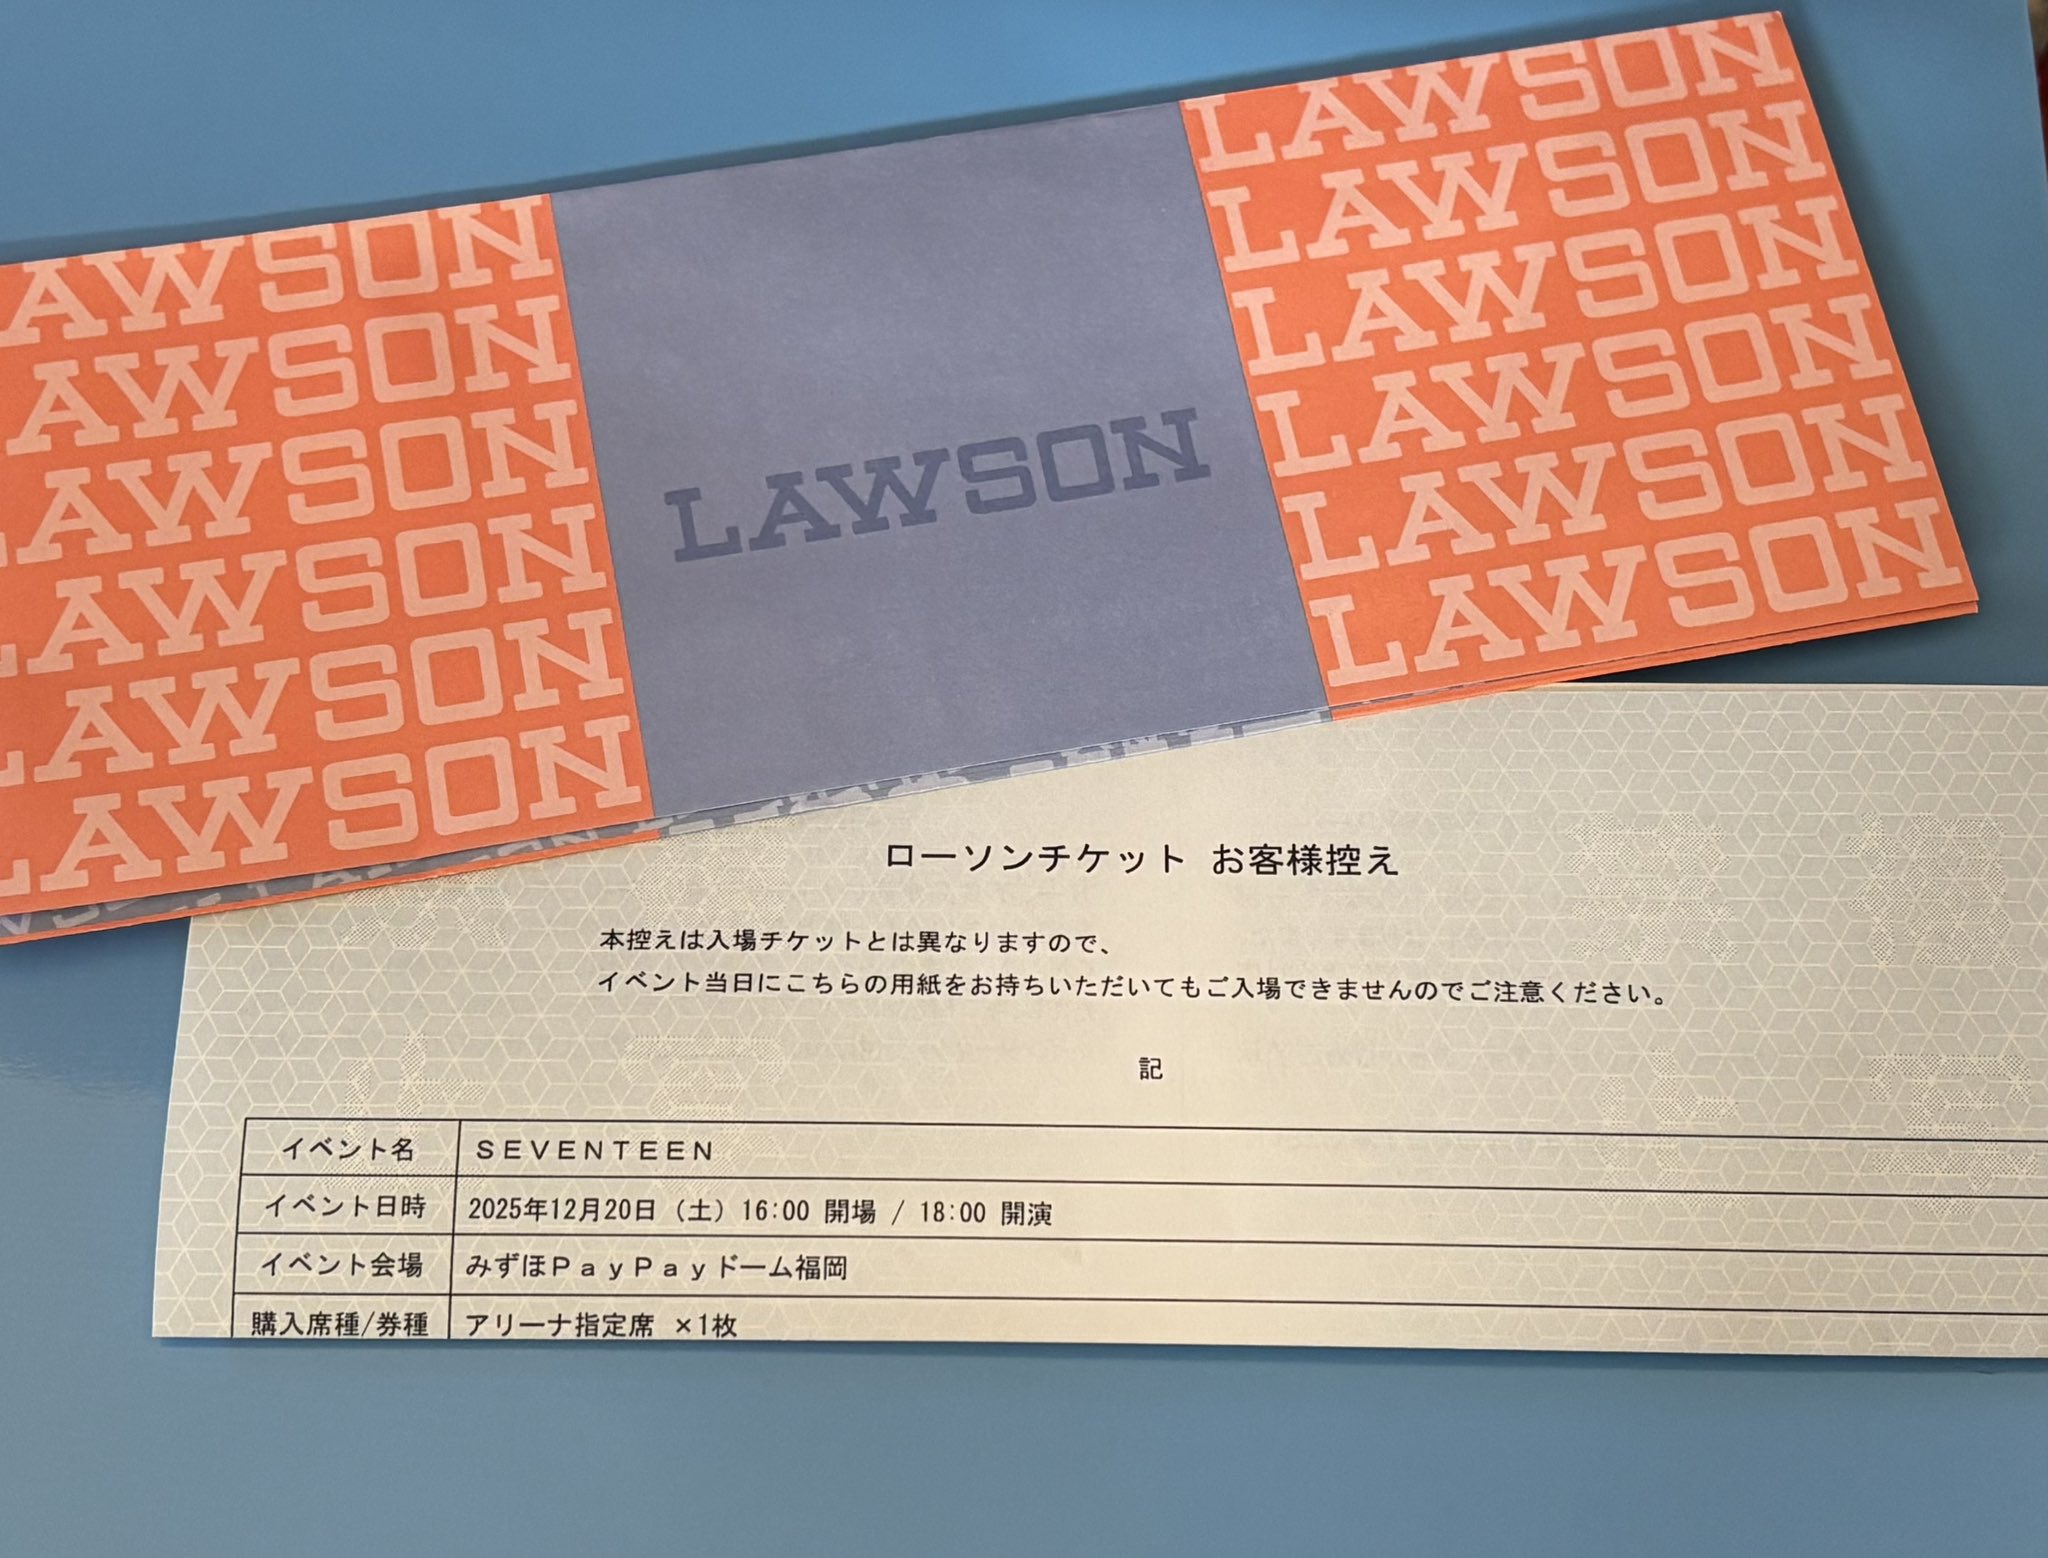 LAWSON
LAWSON
LAWSON
LAWSON
LAWSON
LAWSON
LAWSON
LAWSON
LAWSON
LAWSON
LAWSON
LAWSON
LAWSON
ローソンチケット お客様控え
本控えは入場チケットとは異なりますので、
イベント当日にこちらの用紙をお持ちいただいてもご入場できませんのでご注意ください。
記
イベント名 ＳＥＶＥＮＴＥＥＮ
イベント日時 2025年12月20日（土）16:00 開場 / 18:00 開演
イベント会場 みずほＰａｙＰａｙドーム福岡
購入席種/券種 アリーナ指定席 ×1枚